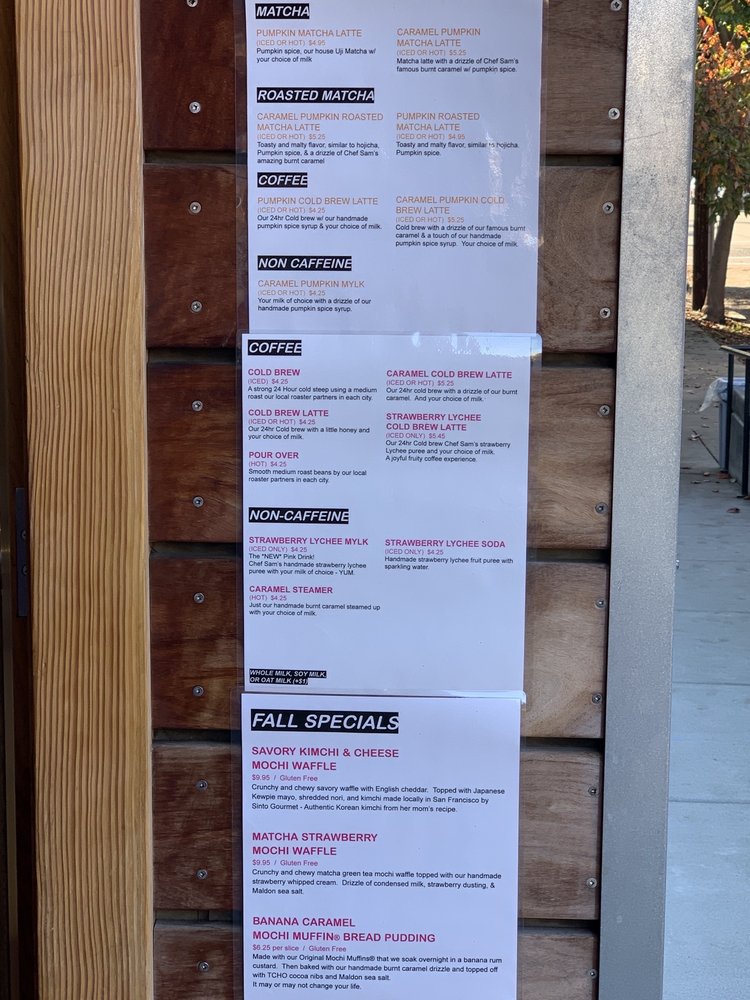 MATCHA
PUMPKIN MATCHA LATTE
(ICED OR HOT) $4.95
Pumpkin spice, our house Uji Matcha w/
your choice of milk
CARAMEL PUMPKIN
MATCHA LATTE
(ICED OR HOT) $5.25
Matcha latte with a drizzle of Chef Sam's
famous burnt caramel w/ pumpkin spice.
ROASTED MATCHA
CARAMEL PUMPKIN ROASTED
MATCHA LATTE
(ICED OR HOT) $5.25
Toasty and malty flavor, similar to hojicha,
Pumpkin spice, & a drizzle of Chef Sam's
amazing burnt caramel
PUMPKIN ROASTED
MATCHA LATTE
(ICED OR HOT) $4.95
Toasty and malty flavor, similar to hojicha.
Pumpkin spice.
COFFEE
PUMPKIN COLD BREW LATTE
(ICED OR HOT) $4.25
Our 24hr Cold brew w/ our handmade
pumpkin spice syrup & your choice of milk.
CARAMEL PUMPKIN COLD
BREW LATTE
(ICED OR HOT) $5.25
Cold brew with a drizzle of our famous burnt
caramel & a touch of our handmade
pumpkin spice syrup. Your choice of milk
NON CAFFEINE
CARAMEL PUMPKIN MYLK
(ICED OR HOT) $4.25
Your milk of choice with a drizzle of our
handmade pumpkin spice syrup.
COFFEE
COLD BREW
(ICED) $4.25
A strong 24 Hour cold steep using a medium
roast our local roaster partners in each city.
COLD BREW LATTE
(ICED OR HOT) $4.25
Our 24hr Cold brew with a little honey and
your choice of milk.
POUR OVER
(HOT) $4.25
Smooth medium roast beans by our local
roaster partners in each city.
CARAMEL COLD BREW LATTE
(ICED OR HOT) $5.25
Our 24hr cold brew with a drizzle of our burnt
caramel. And your choice of milk.
STRAWBERRY LYCHEE
COLD BREW LATTE
(ICED ONLY) $5.45
Our 24hr Cold brew Chef Sam's strawberry
Lychee puree and your choice of milk.
A joyful fruity coffee experience.
NON-CAFFEINE
STRAWBERRY LYCHEE MYLK
(ICED ONLY) $4.25
The *NEW* Pink Drink!
Chef Sam's handmade strawberry lychee
puree with your milk of choice - YUM.
CARAMEL STEAMER
(HOT) $4.25
Just our handmade burnt caramel steamed up
with your choice of milk.
STRAWBERRY LYCHEE SODA
(ICED ONLY) $4.25
Handmade strawberry lychee fruit puree with
sparkling water.
WHOLE MILK, SOY MILK,
OR OAT MILK (+$1)
FALL SPECIALS
SAVORY KIMCHI & CHEESE
MOCHI WAFFLE
$9.95 / Gluten Free
Crunchy and chewy savory waffle with English cheddar. Topped with Japanese
Kewpie mayo, shredded nori, and kimchi made locally in San Francisco by
Sinto Gourmet - Authentic Korean kimchi from her mom's recipe.
MATCHA STRAWBERRY
MOCHI WAFFLE
$9.95 / Gluten Free
Crunchy and chewy matcha green tea mochi waffle topped with our handmade
strawberry whipped cream. Drizzle of condensed milk, strawberry dusting, &
Maldon sea salt.
BANANA CARAMEL
MOCHI MUFFIN® BREAD PUDDING
$6.25 per slice / Gluten Free
Made with our Original Mochi Muffins® that we soak overnight in a banana rum
custard. Then baked with our handmade burnt caramel drizzle and topped off
with TCHO cocoa nibs and Maldon sea salt.
It may or may not change your life.